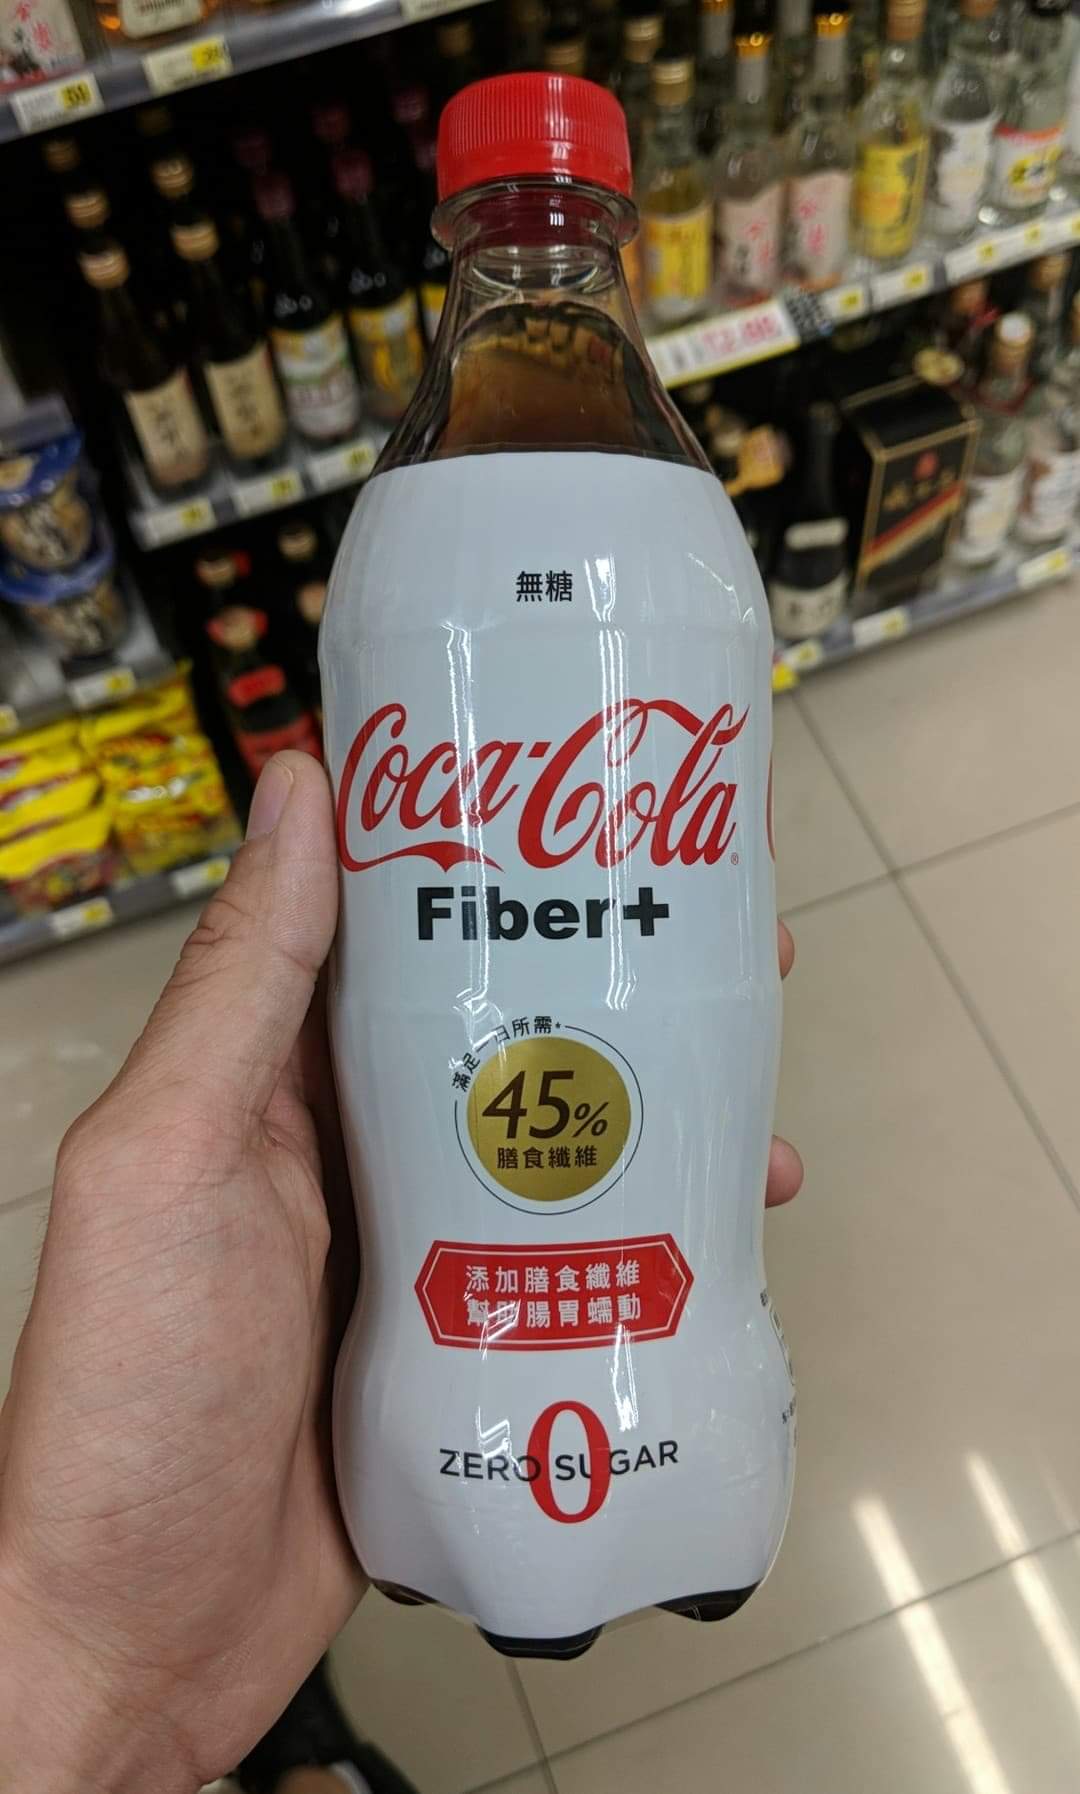 無糖
Coca-Cola®
Fiber+
滿足一日所需*
45%
膳食纖維
添加膳食纖維
幫助腸胃蠕動
0
ZERO SUGAR